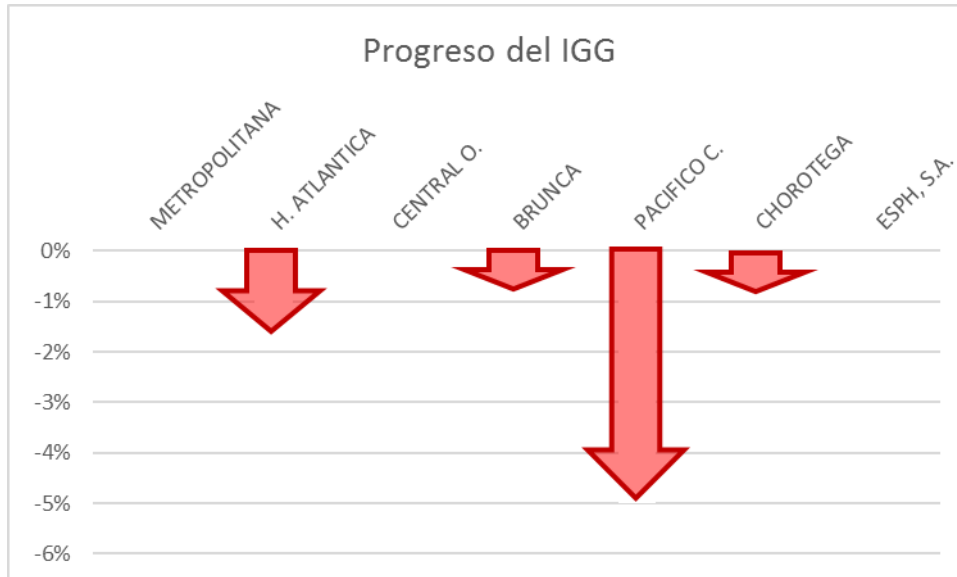 Progreso del IGG
METROPOLITANA
H. ATLANTICA
CENTRAL O.
BRUNCA
PACIFICO C.
CHOROTEGA
ESPH, S.A.
0%
-1%
-2%
-3%
-4%
-5%
-6%